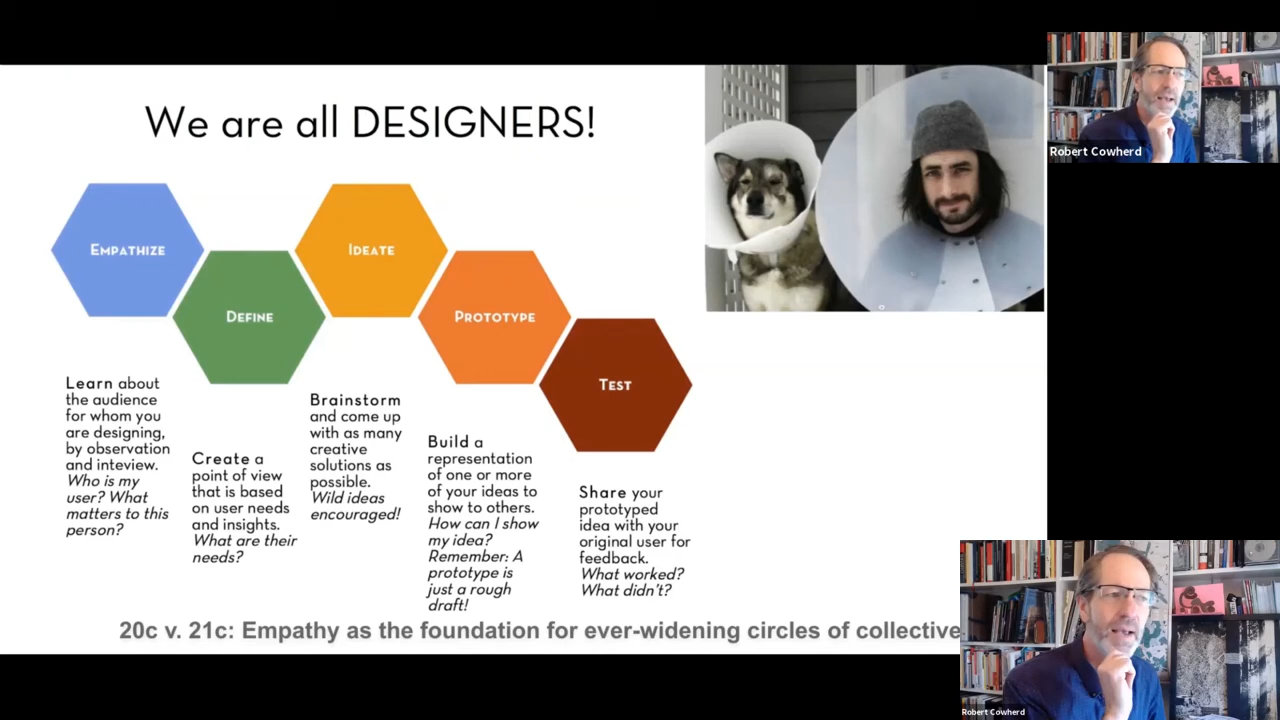 We are all DESIGNERS!
EMPATHIZE
DEFINE
IDEATE
PROTOTYPE
TEST
Learn about
the audience
for whom you
are designing,
by observation
and inteview.
Who is my
user? What
matters to this
person?
Create a
point of view
that is based
on user needs
and insights.
What are their
needs?
Brainstorm
and come up
with as many
creative
solutions as
possible.
Wild ideas
encouraged!
Build a
representation
of one or more
of your ideas to
show to others.
How can I show
my idea?
Remember: A
prototype is
just a rough
draft!
Share your
prototyped
idea with your
original user for
feedback.
What worked?
What didn't?
20c v. 21c: Empathy as the foundation for ever-widening circles of collective
Robert Cowherd
Robert Cowherd